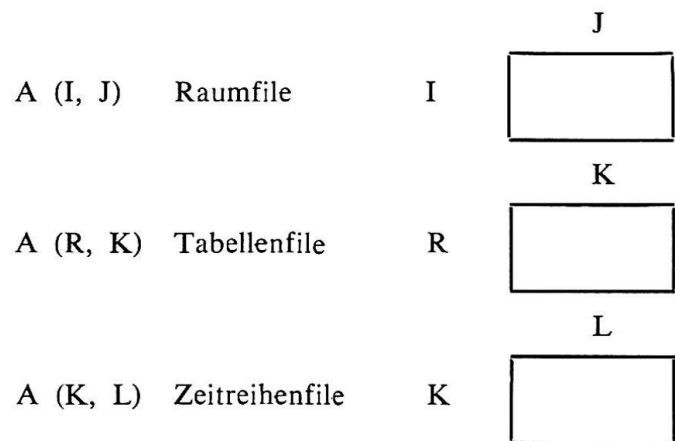 J
A (I, J) Raumfile I
K
A (R, K) Tabellenfile R
L
A (K, L) Zeitreihenfile K